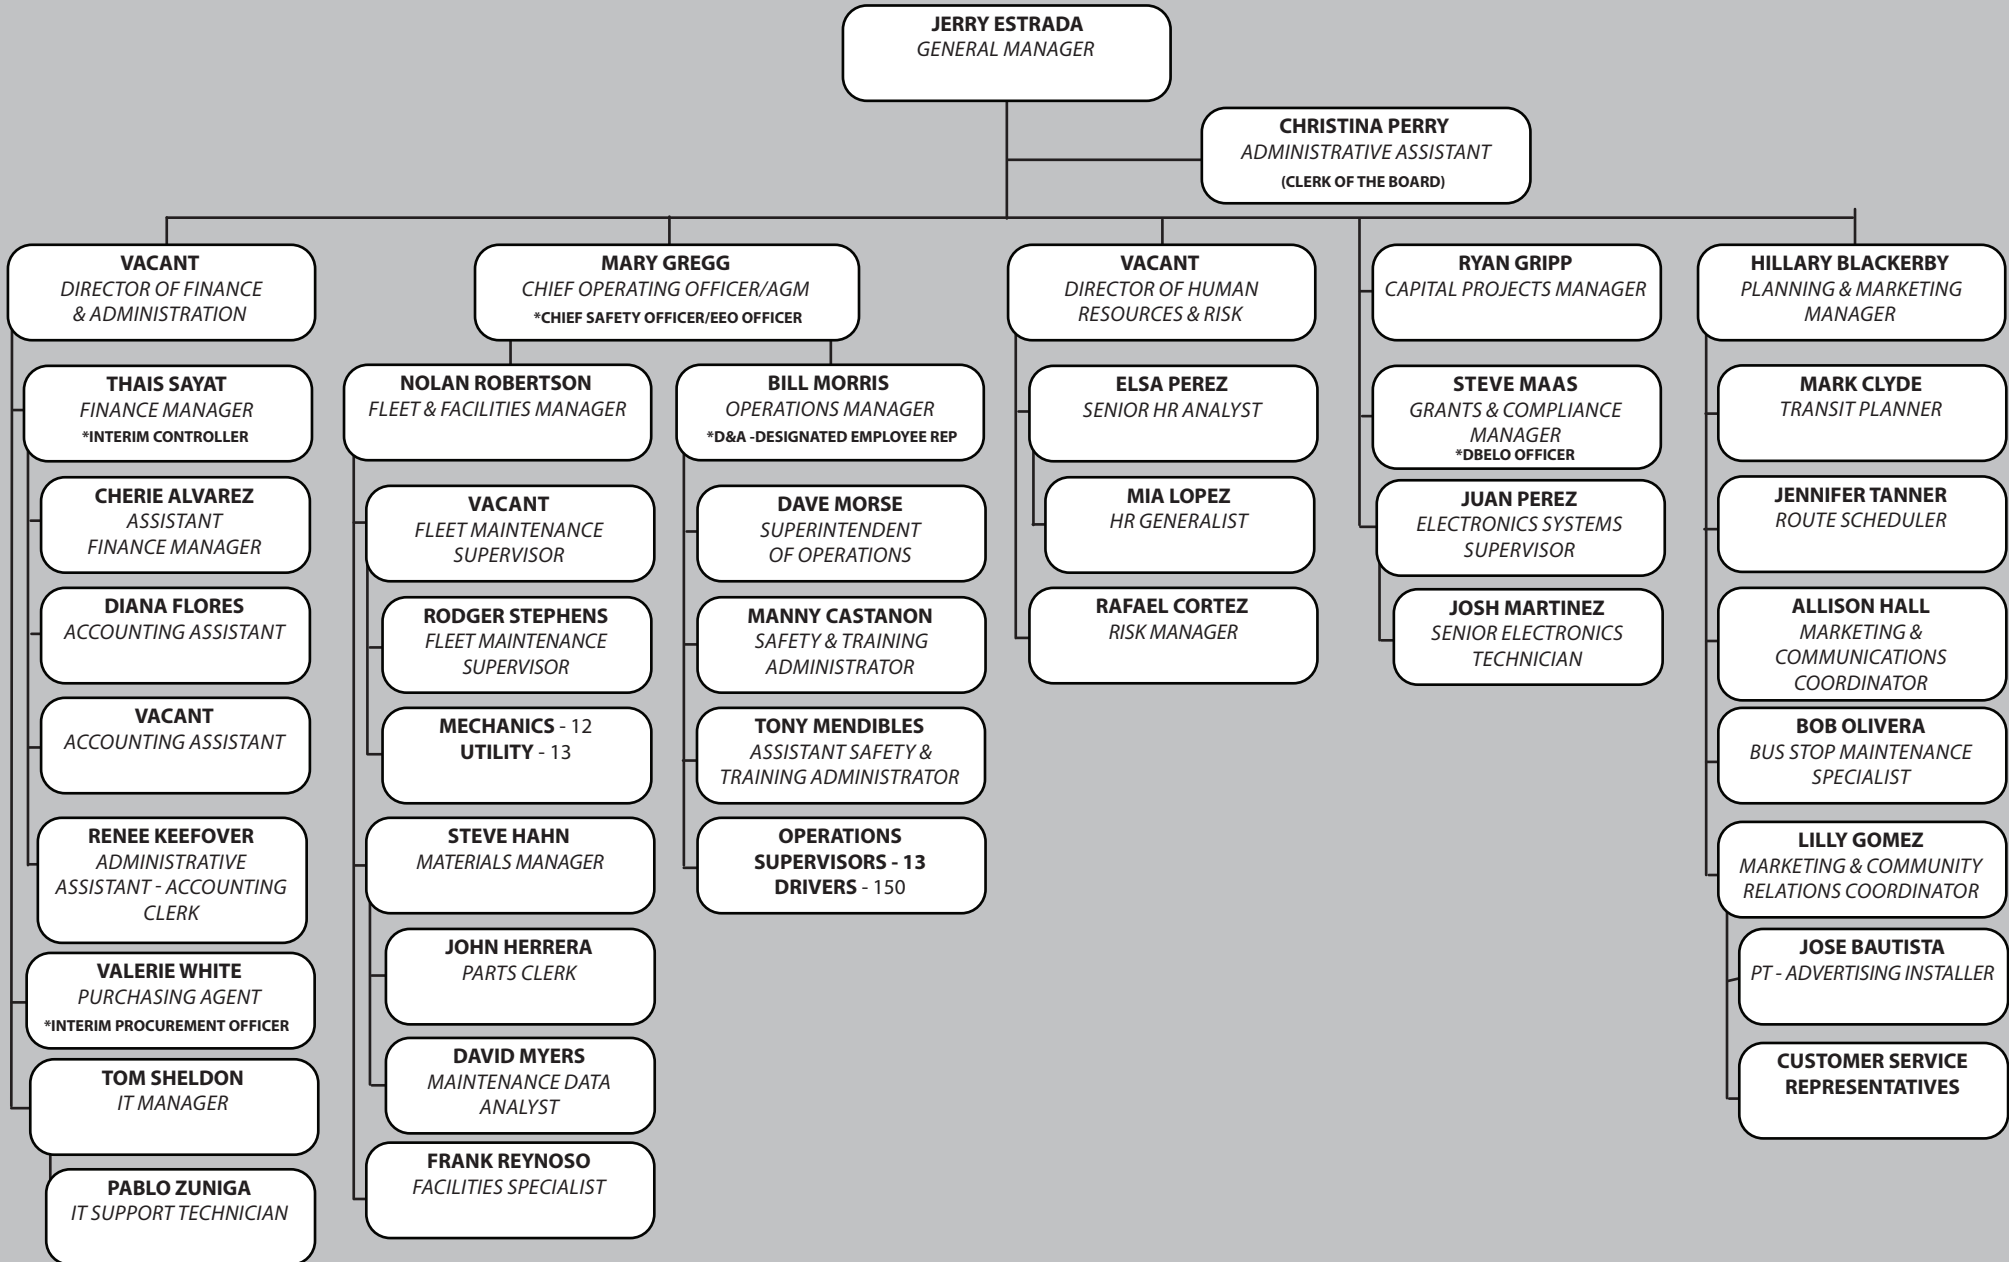 JERRY ESTRADA
GENERAL MANAGER
CHRISTINA PERRY
ADMINISTRATIVE ASSISTANT
(CLERK OF THE BOARD)
VACANT
DIRECTOR OF FINANCE
& ADMINISTRATION
THAIS SAYAT
FINANCE MANAGER
*INTERIM CONTROLLER
CHERIE ALVAREZ
ASSISTANT
FINANCE MANAGER
DIANA FLORES
ACCOUNTING ASSISTANT
VACANT
ACCOUNTING ASSISTANT
RENEE KEEFOVER
ADMINISTRATIVE
ASSISTANT - ACCOUNTING
CLERK
VALERIE WHITE
PURCHASING AGENT
*INTERIM PROCUREMENT OFFICER
TOM SHELDON
IT MANAGER
PABLO ZUNIGA
IT SUPPORT TECHNICIAN
MARY GREGG
CHIEF OPERATING OFFICER/AGM
*CHIEF SAFETY OFFICER/EEO OFFICER
NOLAN ROBERTSON
FLEET & FACILITIES MANAGER
VACANT
FLEET MAINTENANCE
SUPERVISOR
RODGER STEPHENS
FLEET MAINTENANCE
SUPERVISOR
MECHANICS - 12
UTILITY - 13
STEVE HAHN
MATERIALS MANAGER
JOHN HERRERA
PARTS CLERK
DAVID MYERS
MAINTENANCE DATA
ANALYST
FRANK REYNOSO
FACILITIES SPECIALIST
BILL MORRIS
OPERATIONS MANAGER
*D&A -DESIGNATED EMPLOYEE REP
DAVE MORSE
SUPERINTENDENT
OF OPERATIONS
MANNY CASTANON
SAFETY & TRAINING
ADMINISTRATOR
TONY MENDIBLES
ASSISTANT SAFETY &
TRAINING ADMINISTRATOR
OPERATIONS
SUPERVISORS - 13
DRIVERS - 150
VACANT
DIRECTOR OF HUMAN
RESOURCES & RISK
ELSA PEREZ
SENIOR HR ANALYST
MIA LOPEZ
HR GENERALIST
RAFAEL CORTEZ
RISK MANAGER
RYAN GRIPP
CAPITAL PROJECTS MANAGER
STEVE MAAS
GRANTS & COMPLIANCE
MANAGER
*DBELO OFFICER
JUAN PEREZ
ELECTRONICS SYSTEMS
SUPERVISOR
JOSH MARTINEZ
SENIOR ELECTRONICS
TECHNICIAN
HILLARY BLACKERBY
PLANNING & MARKETING
MANAGER
MARK CLYDE
TRANSIT PLANNER
JENNIFER TANNER
ROUTE SCHEDULER
ALLISON HALL
MARKETING &
COMMUNICATIONS
COORDINATOR
BOB OLIVERA
BUS STOP MAINTENANCE
SPECIALIST
LILLY GOMEZ
MARKETING & COMMUNITY
RELATIONS COORDINATOR
JOSE BAUTISTA
PT - ADVERTISING INSTALLER
CUSTOMER SERVICE
REPRESENTATIVES